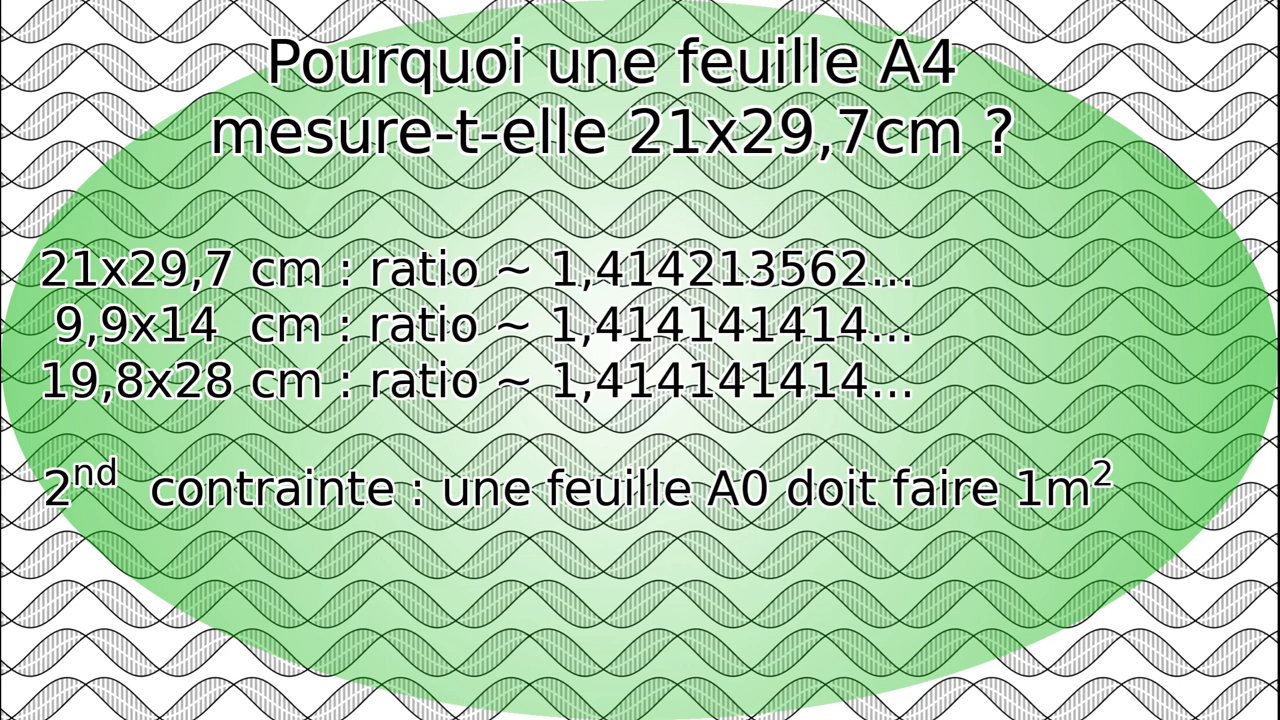 Pourquoi une feuille A4
mesure-t-elle 21x29,7cm ?
21x29,7 cm : ratio ~ 1,414213562...
9,9x14 cm : ratio ~ 1,414141414...
19,8x28 cm : ratio ~ 1,414141414...
2nd contrainte : une feuille A0 doit faire 1m2